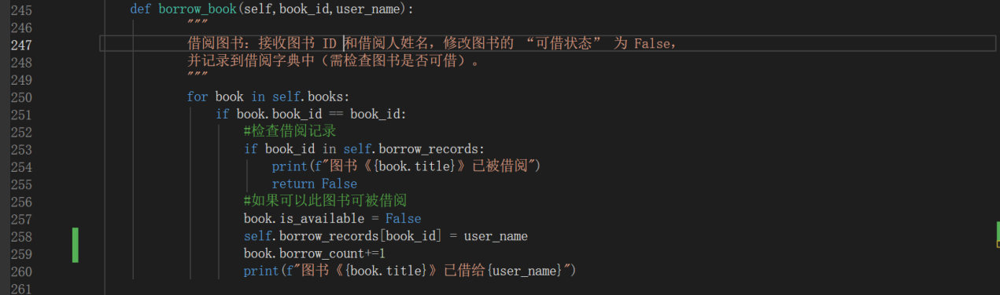 245 def borrow_book(self,book_id,user_name):
246 """
247 借阅图书：接收图书 ID 和借阅人姓名，修改图书的 “可借状态” 为 False，
248 并记录到借阅字典中（需检查图书是否可借）。
249 """
250 for book in self.books:
251 if book.book_id == book_id:
252 #检查借阅记录
253 if book_id in self.borrow_records:
254 print(f"图书《{book.title}》已被借阅")
255 return False
256 #如果可以此图书可被借阅
257 book.is_available = False
258 self.borrow_records[book_id] = user_name
259 book.borrow_count+=1
260 print(f"图书《{book.title}》已借给{user_name}")
261